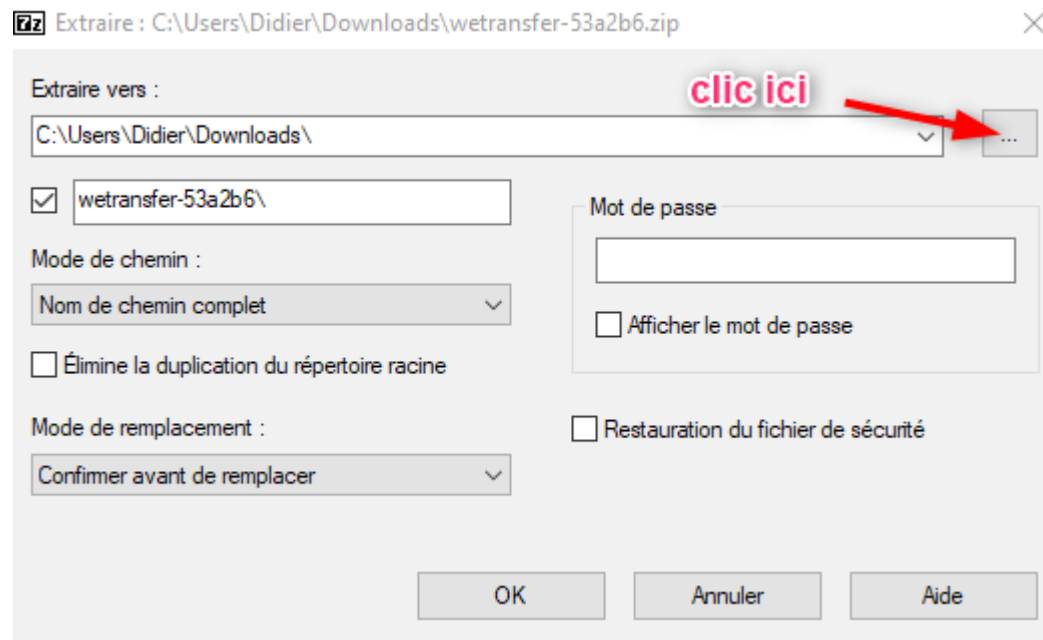 7z Extraire : C:\Users\Didier\Downloads\wetransfer-53a2b6.zip
Extraire vers :
clic ici
C:\Users\Didier\Downloads\
...
wetransfer-53a2b6\
Mot de passe
Mode de chemin :
Nom de chemin complet
Afficher le mot de passe
Élimine la duplication du répertoire racine
Mode de remplacement :
Restauration du fichier de sécurité
Confirmer avant de remplacer
OK
Annuler
Aide